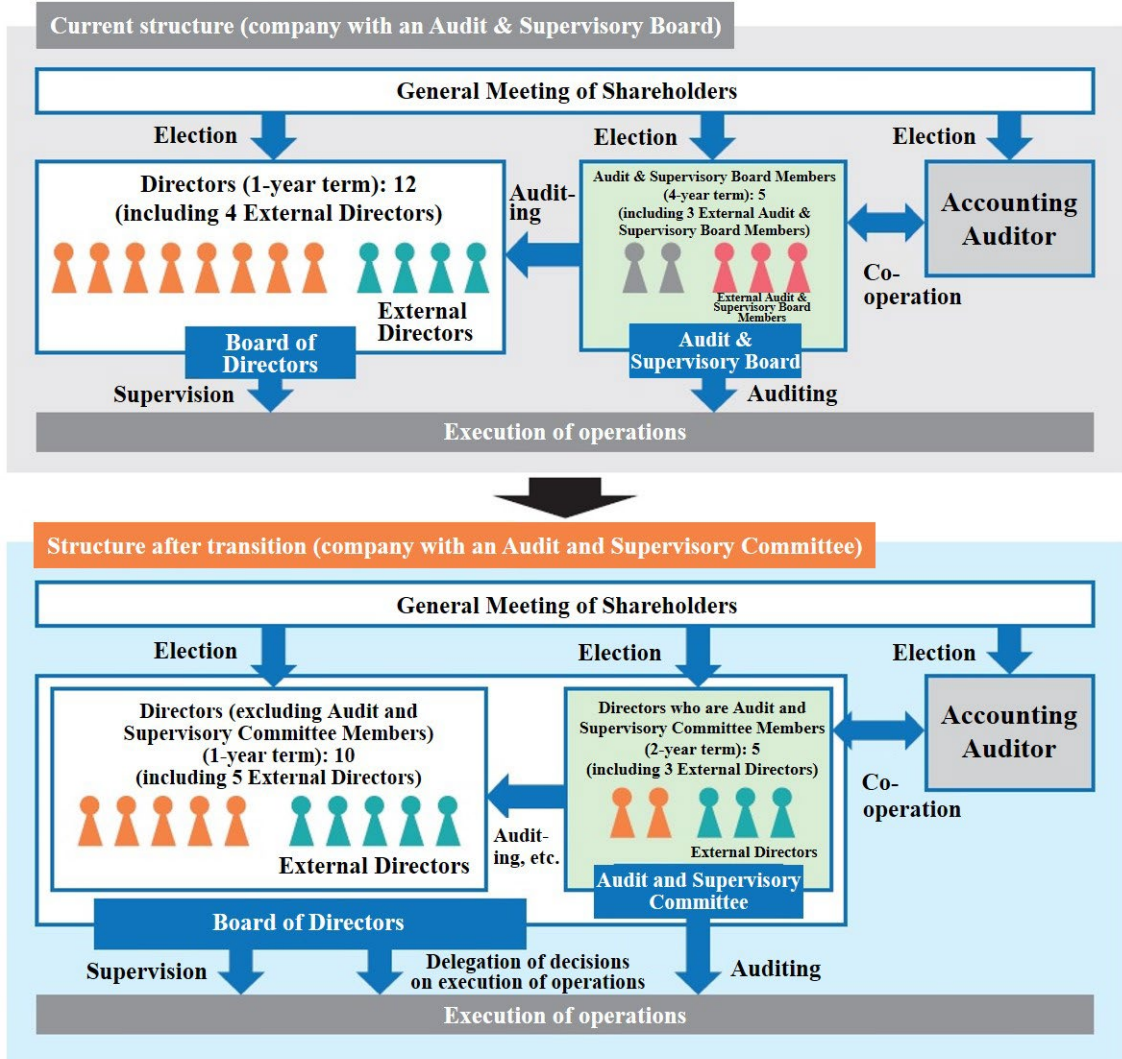 Current structure (company with an Audit & Supervisory Board)
General Meeting of Shareholders
Election
Election
Election
Directors (1-year term): 12
(including 4 External Directors)
External
Directors
Board of
Directors
Audit-
ing
Audit & Supervisory Board Members
(4-year term): 5
(including 3 External Audit &
Supervisory Board Members)
External Audit &
Supervisory Board
Members
Audit &
Supervisory Board
Accounting
Auditor
Co-
operation
Supervision
Auditing
Execution of operations
Structure after transition (company with an Audit and Supervisory Committee)
General Meeting of Shareholders
Election
Election
Election
Directors (excluding Audit and
Supervisory Committee Members)
(1-year term): 10
(including 5 External Directors)
External Directors
Audit-
ing, etc.
Directors who are Audit and
Supervisory Committee Members
(2-year term): 5
(including 3 External Directors)
External Directors
Audit and Supervisory
Committee
Accounting
Auditor
Co-
operation
Board of Directors
Supervision
Delegation of decisions
on execution of operations
Auditing
Execution of operations